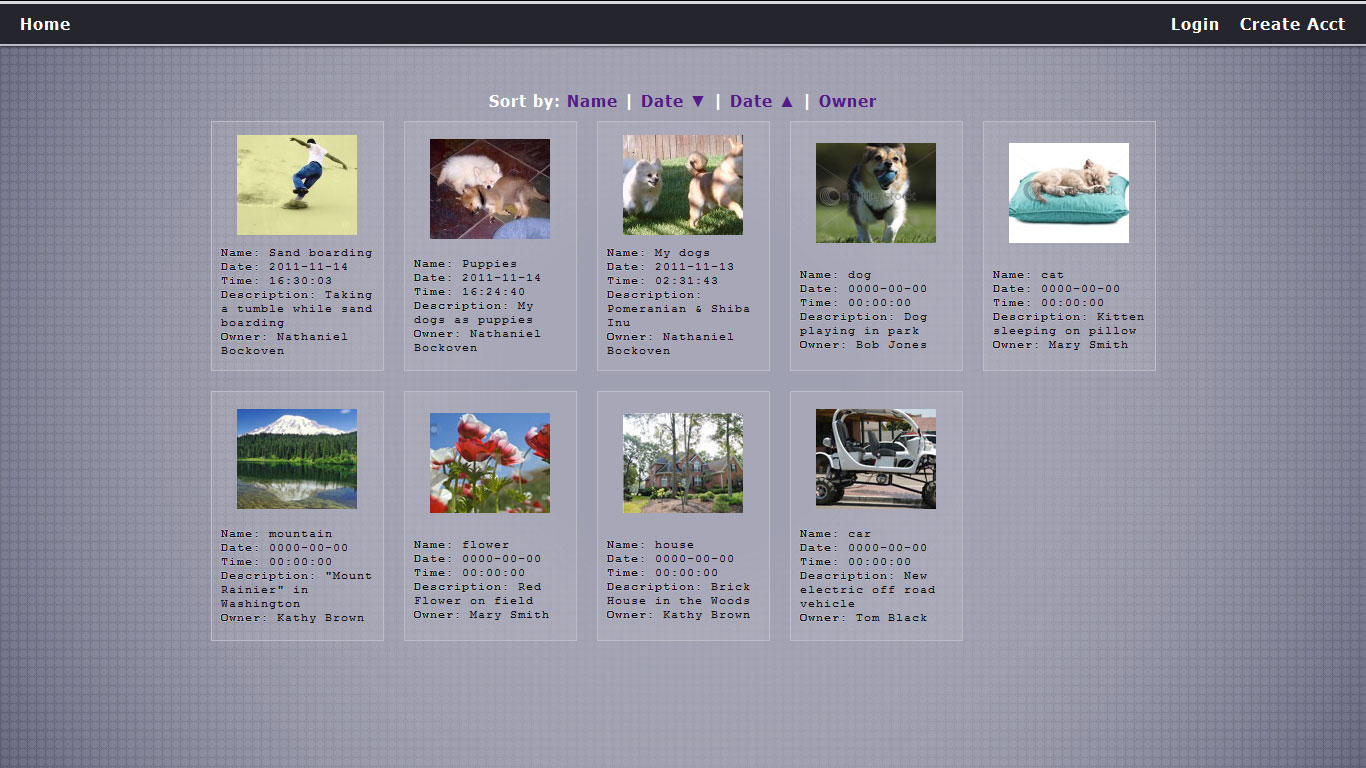 Home
Login
Create Acct
Sort by: Name | Date ▼ | Date ▲ | Owner
Name: Sand boarding
Date: 2011-11-14
Time: 16:30:03
Description: Taking
a tumble while sand
boarding
Owner: Nathaniel
Bockoven
Name: Puppies
Date: 2011-11-14
Time: 16:24:40
Description: My
dogs as puppies
Owner: Nathaniel
Bockoven
Name: My dogs
Date: 2011-11-13
Time: 02:31:43
Description:
Pomeranian & Shiba
Inu
Owner: Nathaniel
Bockoven
Name: dog
Date: 0000-00-00
Time: 00:00:00
Description: Dog
playing in park
Owner: Bob Jones
Name: cat
Date: 0000-00-00
Time: 00:00:00
Description: Kitten
sleeping on pillow
Owner: Mary Smith
Name: mountain
Date: 0000-00-00
Time: 00:00:00
Description: "Mount
Rainier" in
Washington
Owner: Kathy Brown
Name: flower
Date: 0000-00-00
Time: 00:00:00
Description: Red
Flower on field
Owner: Mary Smith
Name: house
Date: 0000-00-00
Time: 00:00:00
Description: Brick
House in the Woods
Owner: Kathy Brown
Name: car
Date: 0000-00-00
Time: 00:00:00
Description: New
electric off road
vehicle
Owner: Tom Black